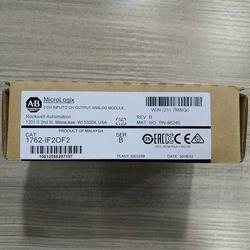 AB
MicroLogix
2 CH INPUT/2 CH OUTPUT ANALOG MODULE
Rockwell Automation
1201 S 2nd St. Milwaukee, WI 53204, USA
REV B
MAT NO PN-86245
PRODUCT OF MALAYSIA
CAT
1762-IF2OF2
SER
B